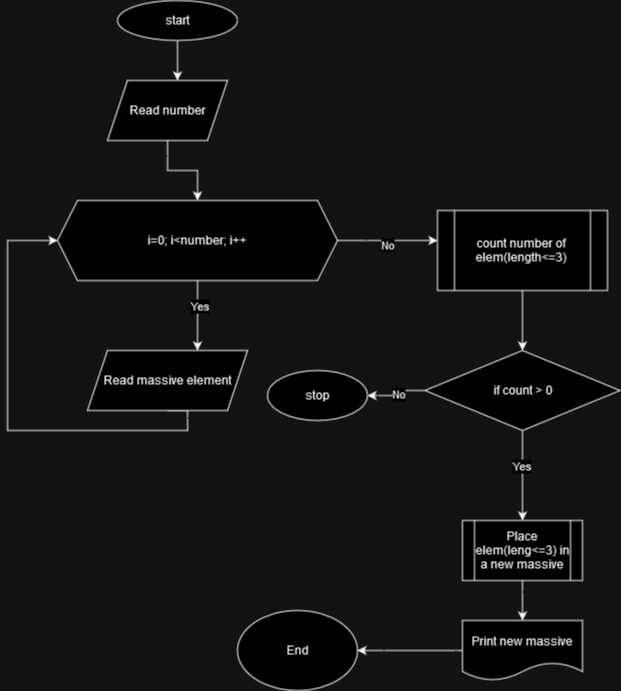 start
Read number
i=0; i<number; i++
No
count number of
elem(length<=3)
Yes
Read massive element
stop
No
if count > 0
Yes
Place
elem(leng<=3) in
a new massive
Print new massive
End